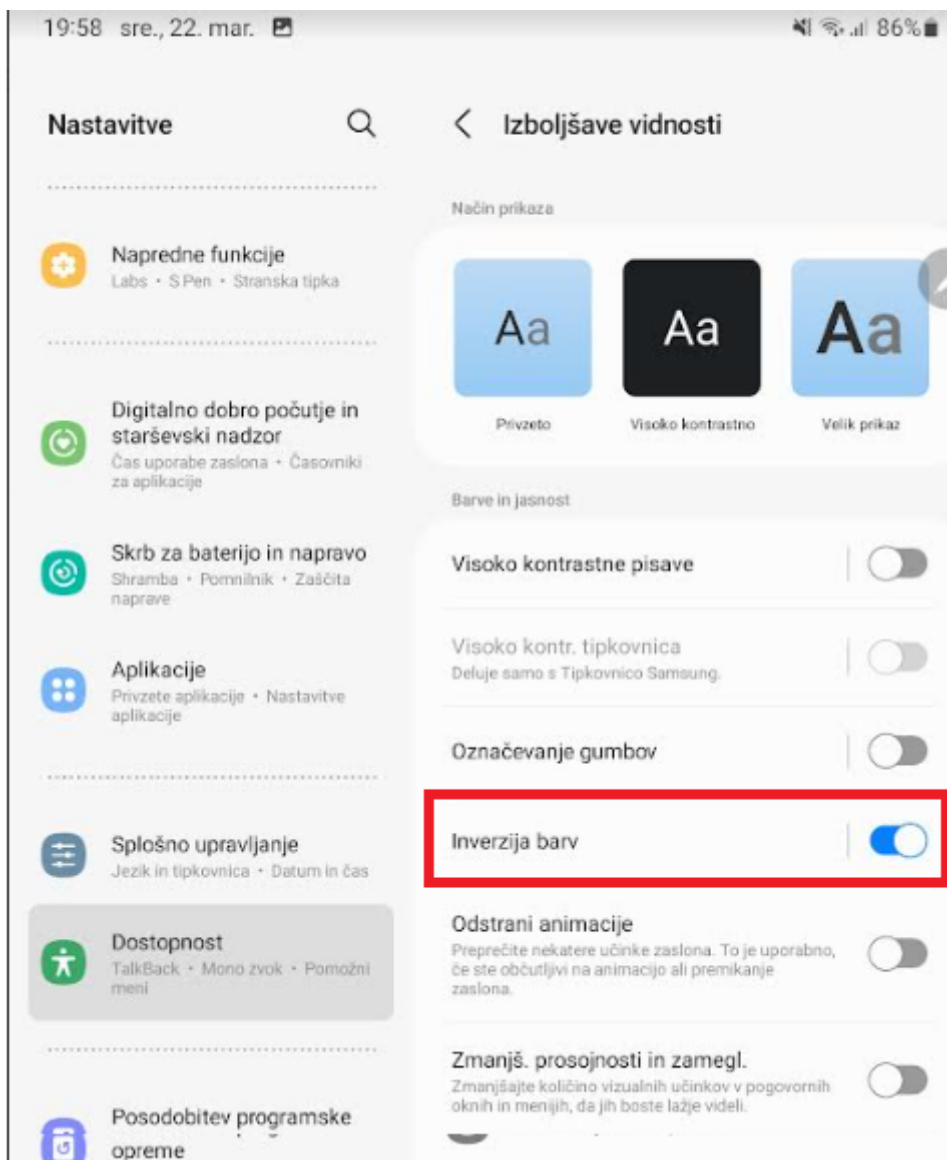 19:58 sre., 22. mar.
86%
Nastavitve
Napredne funkcije
Labs • S Pen • Stranska tipka
Digitalno dobro počutje in
starševski nadzor
Čas uporabe zaslona • Časovniki
za aplikacije
Skrb za baterijo in napravo
Shramba • Pomnilnik • Zaščita
naprave
Aplikacije
Privzete aplikacije • Nastavitve
aplikacije
Splošno upravljanje
Jezik in tipkovnica • Datum in čas
Dostopnost
TalkBack • Mono zvok • Pomožni
meni
Posodobitev programske
opreme
Izboljšave vidnosti
Način prikaza
Aa
Aa
Aa
Privzeto
Visoko kontrastno
Velik prikaz
Barve in jasnost
Visoko kontrastne pisave
Visoko kontr. tipkovnica
Deluje samo s Tipkovnico Samsung.
Označevanje gumbov
Inverzija barv
Odstrani animacije
Preprečite nekatere učinke zaslona. To je uporabno,
če ste občutljivi na animacijo ali premikanje
zaslona.
Zmanjš. prosojnosti in zamegl.
Zmanjšajte količino vizualnih učinkov v pogovornih
oknih in menijih, da jih boste lažje videli.